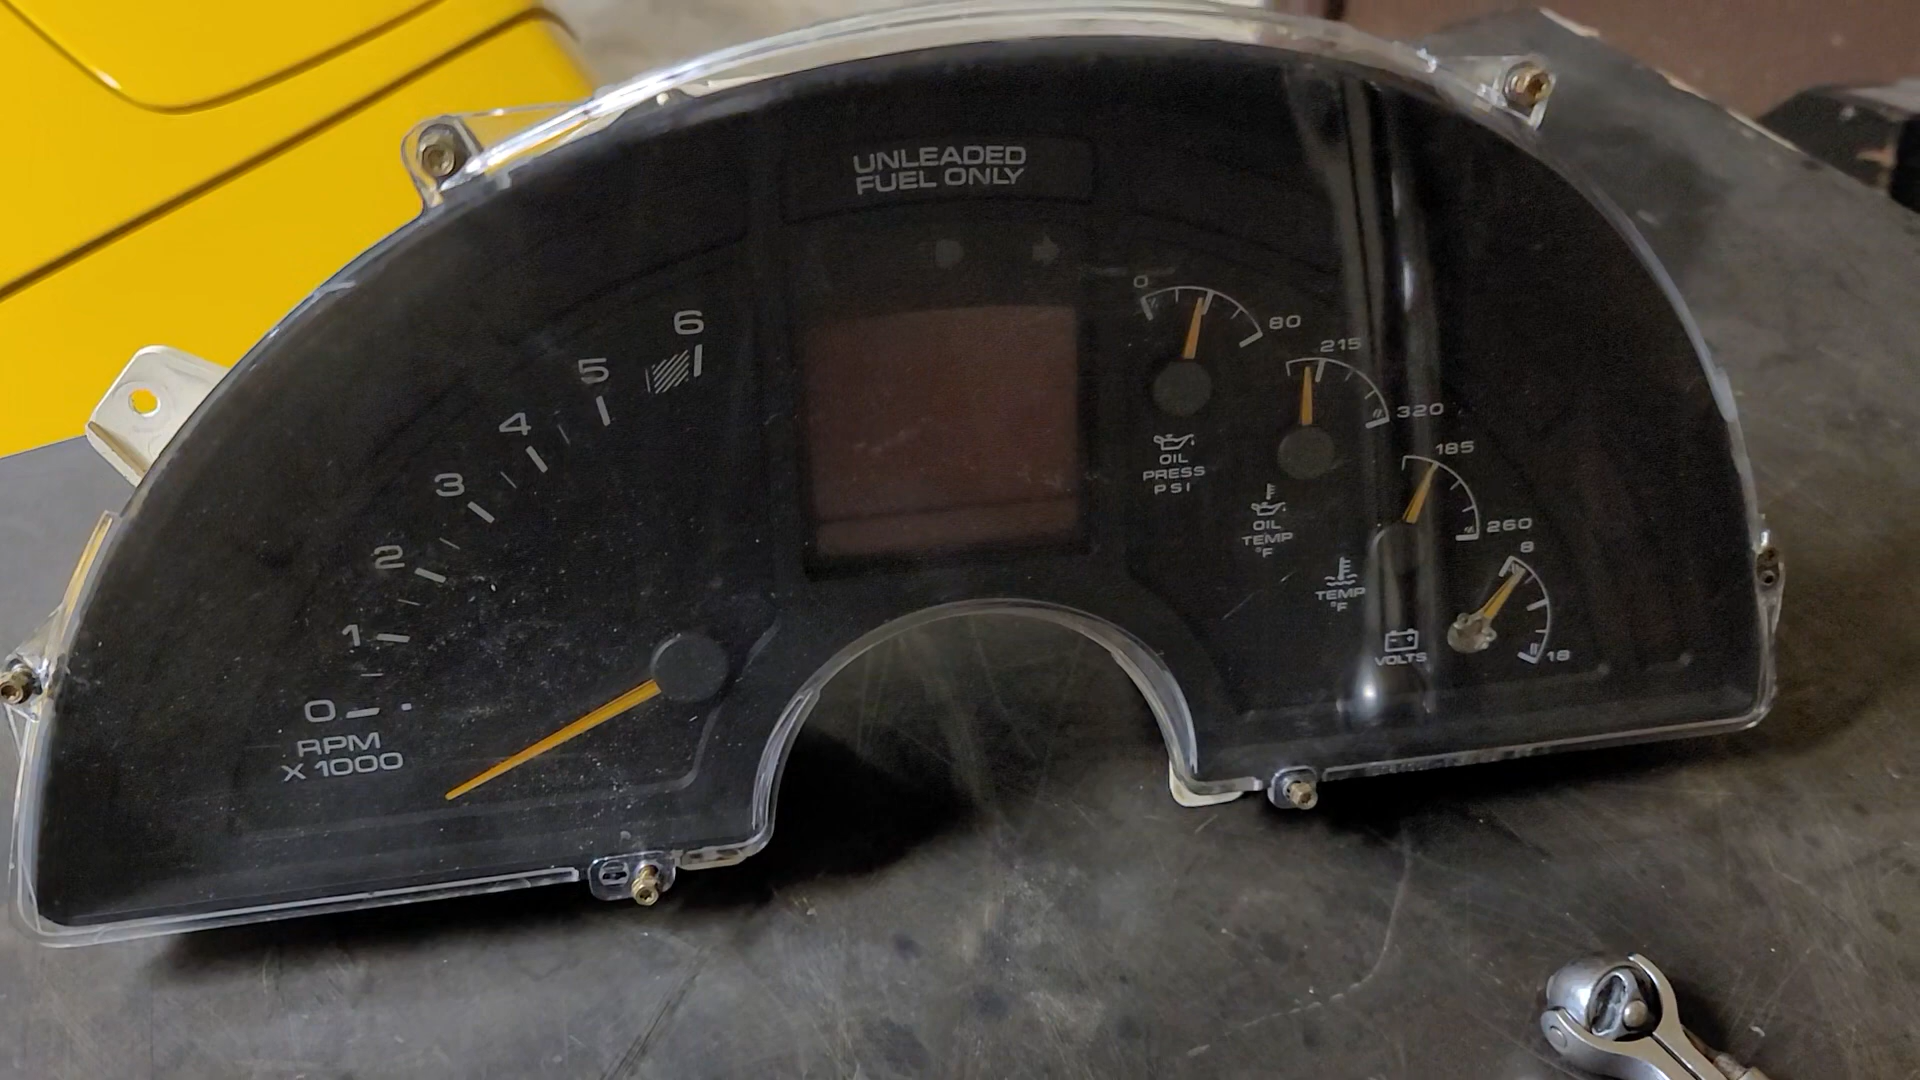 UNLEADED
FUEL ONLY
6
5
4
3
2
1
0
RPM
X 1000
0
80
OIL
PRESS
PSI
215
320
OIL
TEMP
°F
185
260
TEMP
°F
8
18
VOLTS